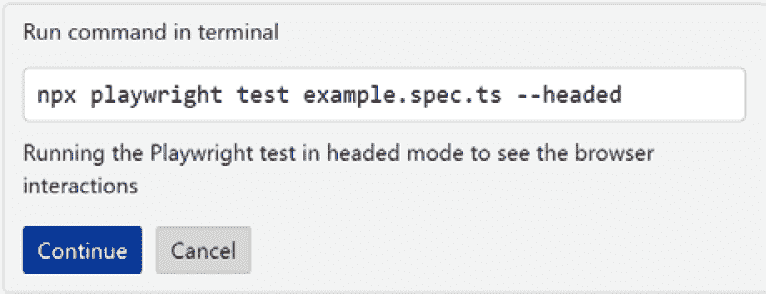 Run command in terminal
npx playwright test example.spec.ts --headed
Running the Playwright test in headed mode to see the browser
interactions
Continue Cancel